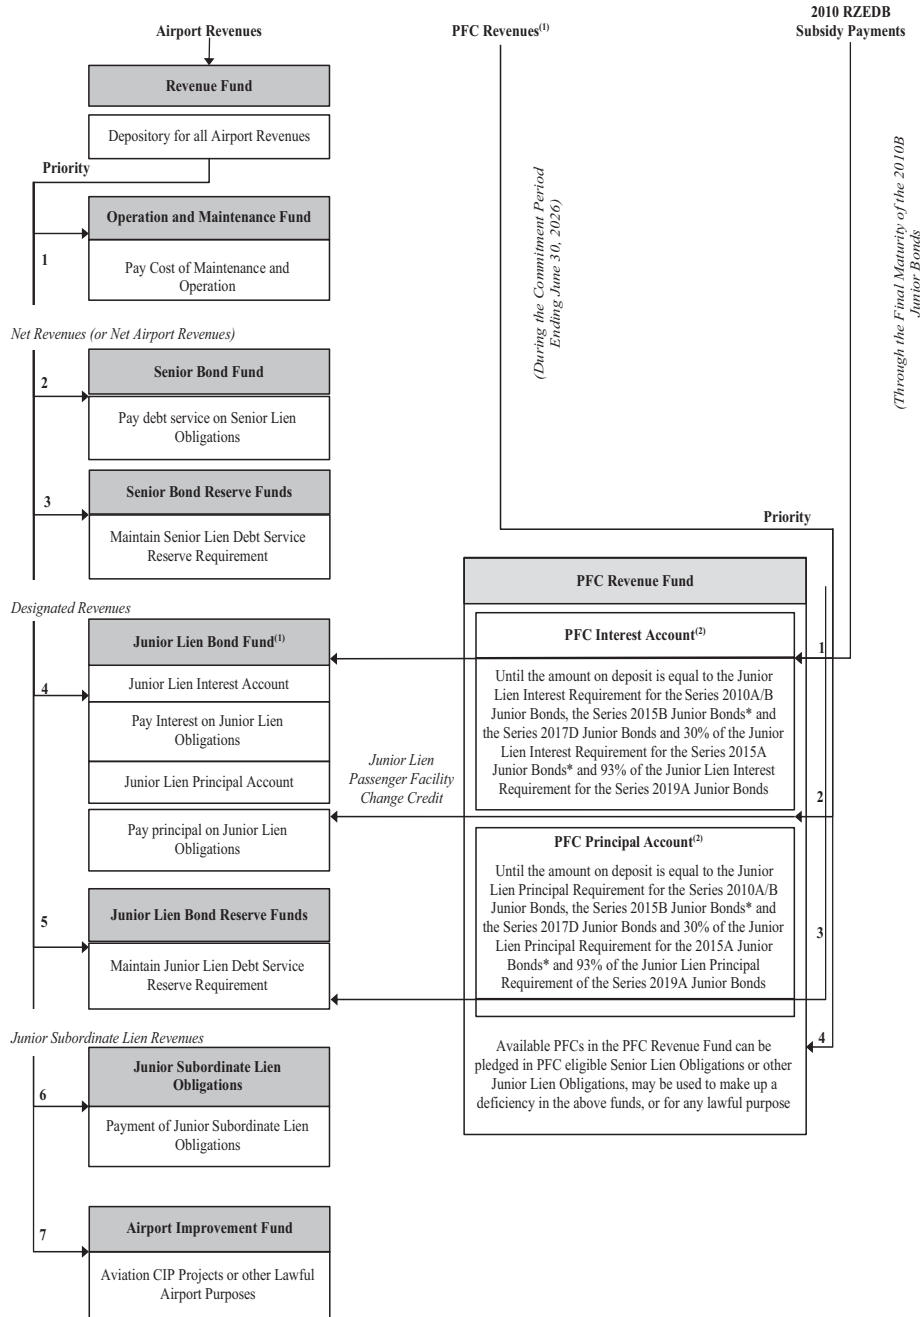 Airport Revenues
Revenue Fund
Depository for all Airport Revenues
Priority
Operation and Maintenance Fund
1
Pay Cost of Maintenance and
Operation
Net Revenues (or Net Airport Revenues)
Senior Bond Fund
2
Pay debt service on Senior Lien
Obligations
Senior Bond Reserve Funds
3
Maintain Senior Lien Debt Service
Reserve Requirement
Designated Revenues
Junior Lien Bond Fund(1)
4
Junior Lien Interest Account
Pay Interest on Junior Lien
Obligations
Junior Lien Principal Account
Pay principal on Junior Lien
Obligations
5
Junior Lien Bond Reserve Funds
Maintain Junior Lien Debt Service
Reserve Requirement
Junior Subordinate Lien Revenues
Junior Subordinate Lien
Obligations
6
Payment of Junior Subordinate Lien
Obligations
7
Airport Improvement Fund
Aviation CIP Projects or other Lawful
Airport Purposes
Junior Lien
Passenger Facility
Change Credit
PFC Revenues(1)
(During the Commitment Period
Ending June 30, 2026)
2010 RZEDB
Subsidy Payments
(Through the Final Maturity of the 2010B
Junior Bonds
Priority
PFC Revenue Fund
PFC Interest Account(2)
1
Until the amount on deposit is equal to the Junior
Lien Interest Requirement for the Series 2010A/B
Junior Bonds, the Series 2015B Junior Bonds* and
the Series 2017D Junior Bonds and 30% of the Junior
Lien Interest Requirement for the Series 2015A
Junior Bonds* and 93% of the Junior Lien Interest
Requirement for the Series 2019A Junior Bonds
2
PFC Principal Account(2)
Until the amount on deposit is equal to the Junior
Lien Principal Requirement for the Series 2010A/B
Junior Bonds, the Series 2015B Junior Bonds* and
the Series 2017D Junior Bonds and 30% of the Junior
Lien Principal Requirement for the 2015A Junior
Bonds* and 93% of the Junior Lien Principal
Requirement of the Series 2019A Junior Bonds
3
Available PFCs in the PFC Revenue Fund can be
pledged in PFC eligible Senior Lien Obligations or other
Junior Lien Obligations, may be used to make up a
deficiency in the above funds, or for any lawful purpose
4